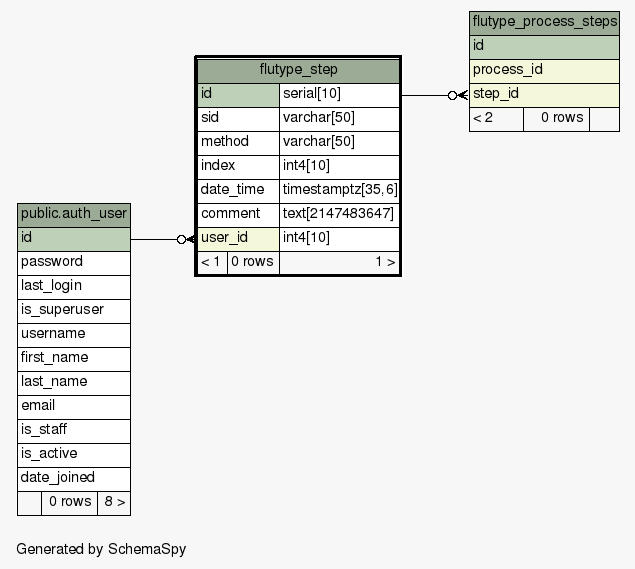 flutype_process_steps
id
process_id
step_id
< 2 0 rows
flutype_step
id serial[10]
sid varchar[50]
method varchar[50]
index int4[10]
date_time timestamptz[35,6]
comment text[2147483647]
user_id int4[10]
< 1 0 rows 1 >
public.auth_user
id
password
last_login
is_superuser
username
first_name
last_name
email
is_staff
is_active
date_joined
0 rows 8 >
Generated by SchemaSpy